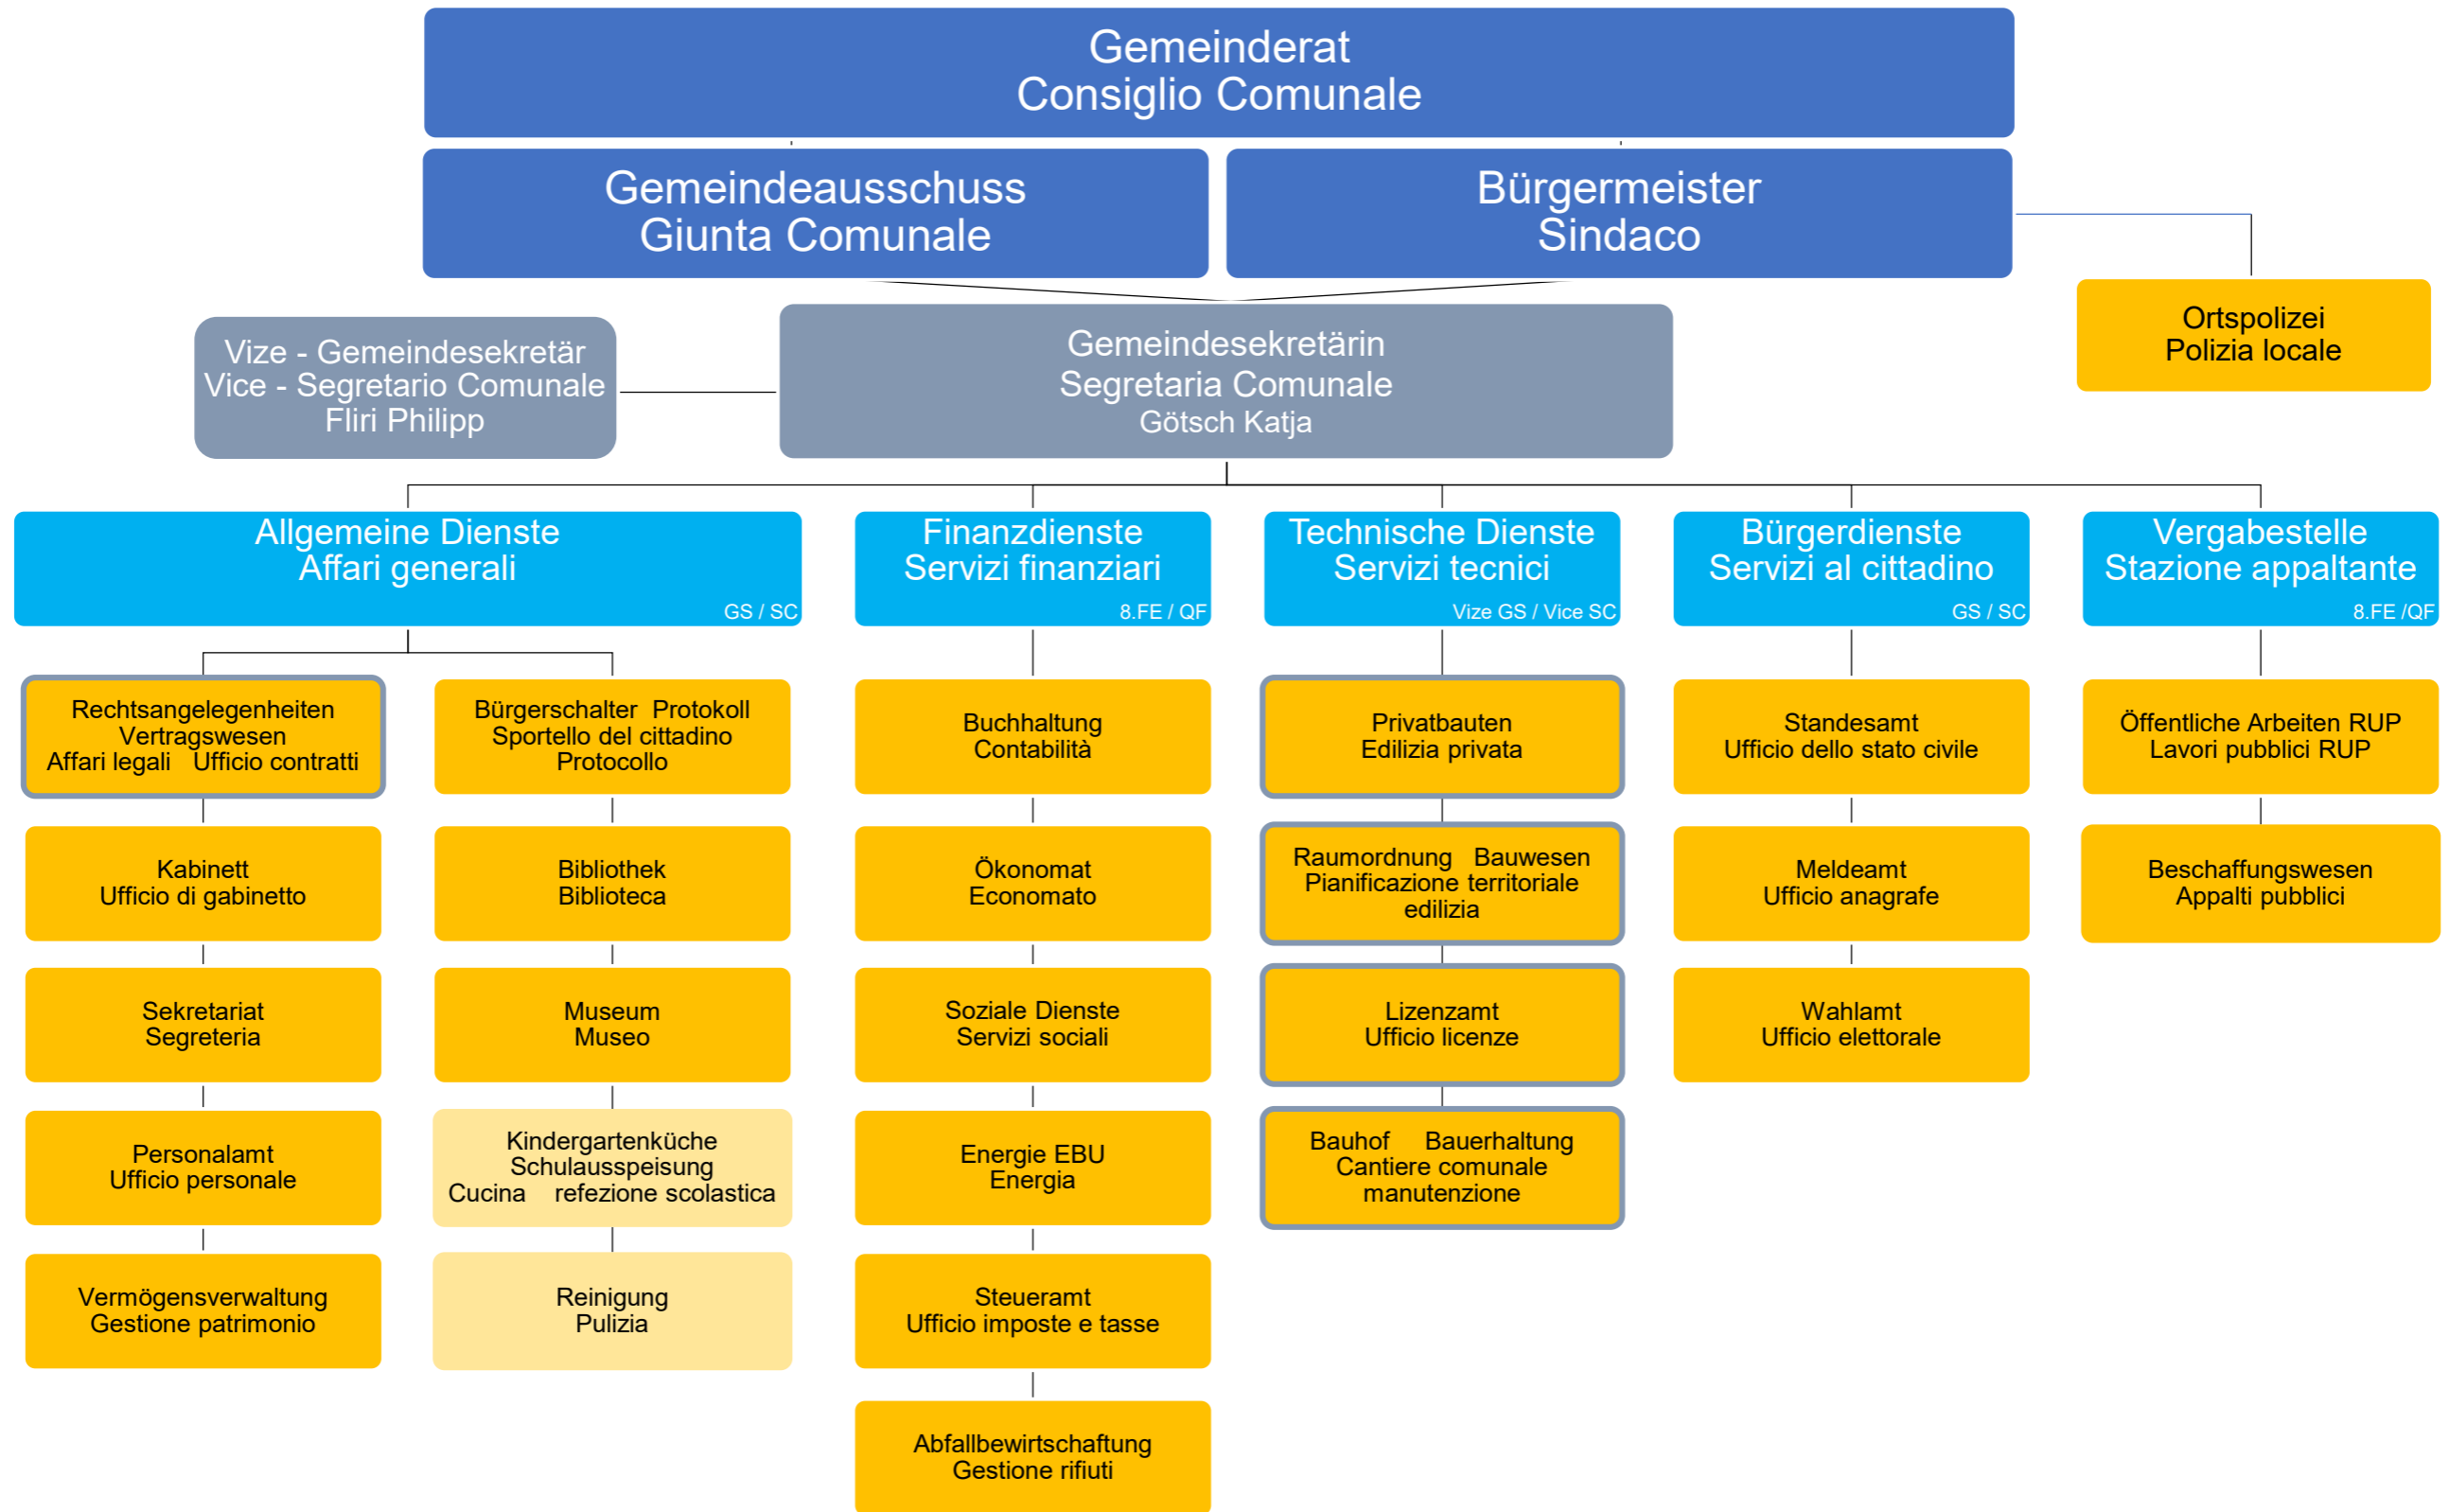 Gemeinderat
Consiglio Comunale
Gemeindeausschuss
Giunta Comunale
Bürgermeister
Sindaco
Ortspolizei
Polizia locale
Vize - Gemeindesekretär
Vice - Segretario Comunale
Fliri Philipp
Gemeindesekretärin
Segretaria Comunale
Götsch Katja
Allgemeine Dienste
Affari generali
GS / SC
Finanzdienste
Servizi finanziari
8.FE / QF
Technische Dienste
Servizi tecnici
Vize GS / Vice SC
Bürgerdienste
Servizi al cittadino
GS / SC
Vergabestelle
Stazione appaltante
8.FE /QF
Rechtsangelegenheiten
Vertragswesen
Affari legali Ufficio contratti
Kabinett
Ufficio di gabinetto
Sekretariat
Segreteria
Personalamt
Ufficio personale
Vermögensverwaltung
Gestione patrimonio
Bürgerschalter Protokoll
Sportello del cittadino
Protocollo
Bibliothek
Biblioteca
Museum
Museo
Kindergartenküche
Schulausspeisung
Cucina refezione scolastica
Reinigung
Pulizia
Buchhaltung
Contabilità
Ökonomat
Economato
Soziale Dienste
Servizi sociali
Energie EBU
Energia
Steueramt
Ufficio imposte e tasse
Abfallbewirtschaftung
Gestione rifiuti
Privatbauten
Edilizia privata
Raumordnung Bauwesen
Pianificazione territoriale
edilizia
Lizenzamt
Ufficio licenze
Bauhof Bauerhaltung
Cantiere comunale
manutenzione
Standesamt
Ufficio dello stato civile
Meldeamt
Ufficio anagrafe
Wahlamt
Ufficio elettorale
Öffentliche Arbeiten RUP
Lavori pubblici RUP
Beschaffungswesen
Appalti pubblici